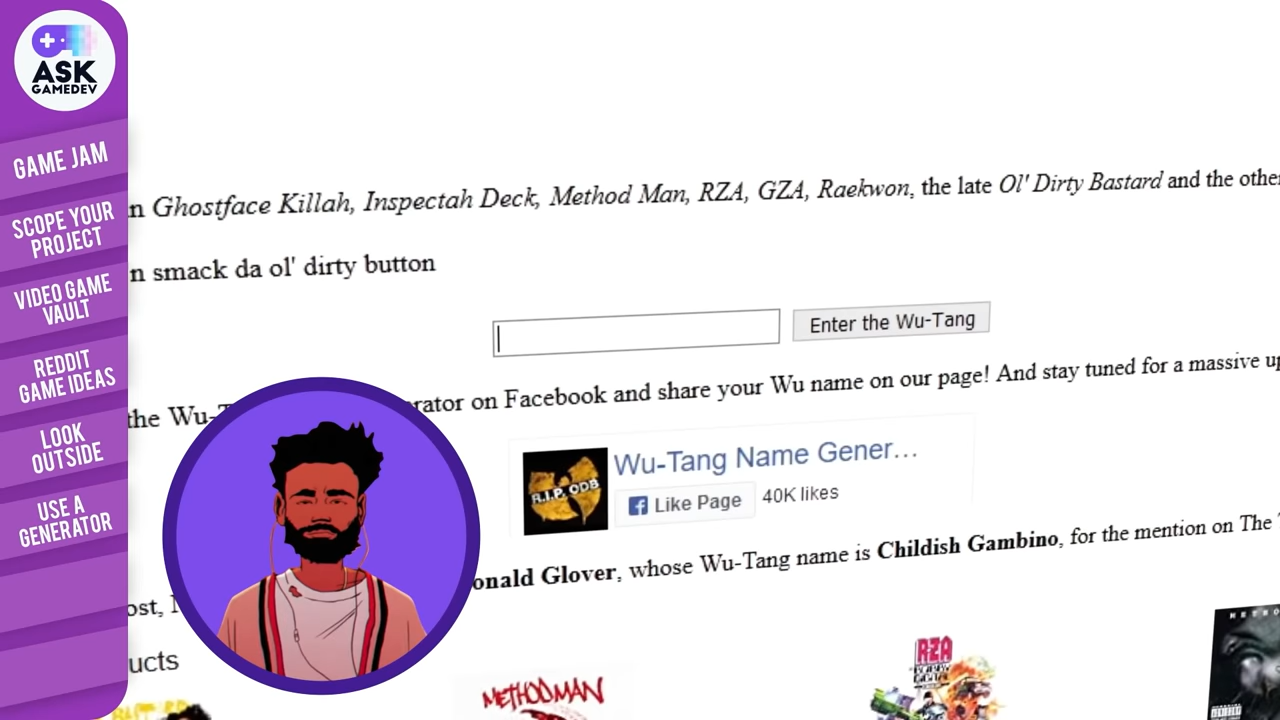 ASK
GAMEDEV
GAME JAM
SCOPE YOUR
PROJECT
VIDEO GAME
VAULT
REDDIT
GAME IDEAS
LOOK
OUTSIDE
USE A
GENERATOR
n Ghostface Killah, Inspectah Deck, Method Man, RZA, GZA, Raekwon, the late Ol' Dirty Bastard and the other
n smack da ol' dirty button
Enter the Wu-Tang
the Wu-T rator on Facebook and share your Wu name on our page! And stay tuned for a massive up
R.I.P. ODB
Wu-Tang Name Gener...
Like Page 40K likes
onald Glover, whose Wu-Tang name is Childish Gambino, for the mention on The
ost,
ucts
METHOD MAN
RZA